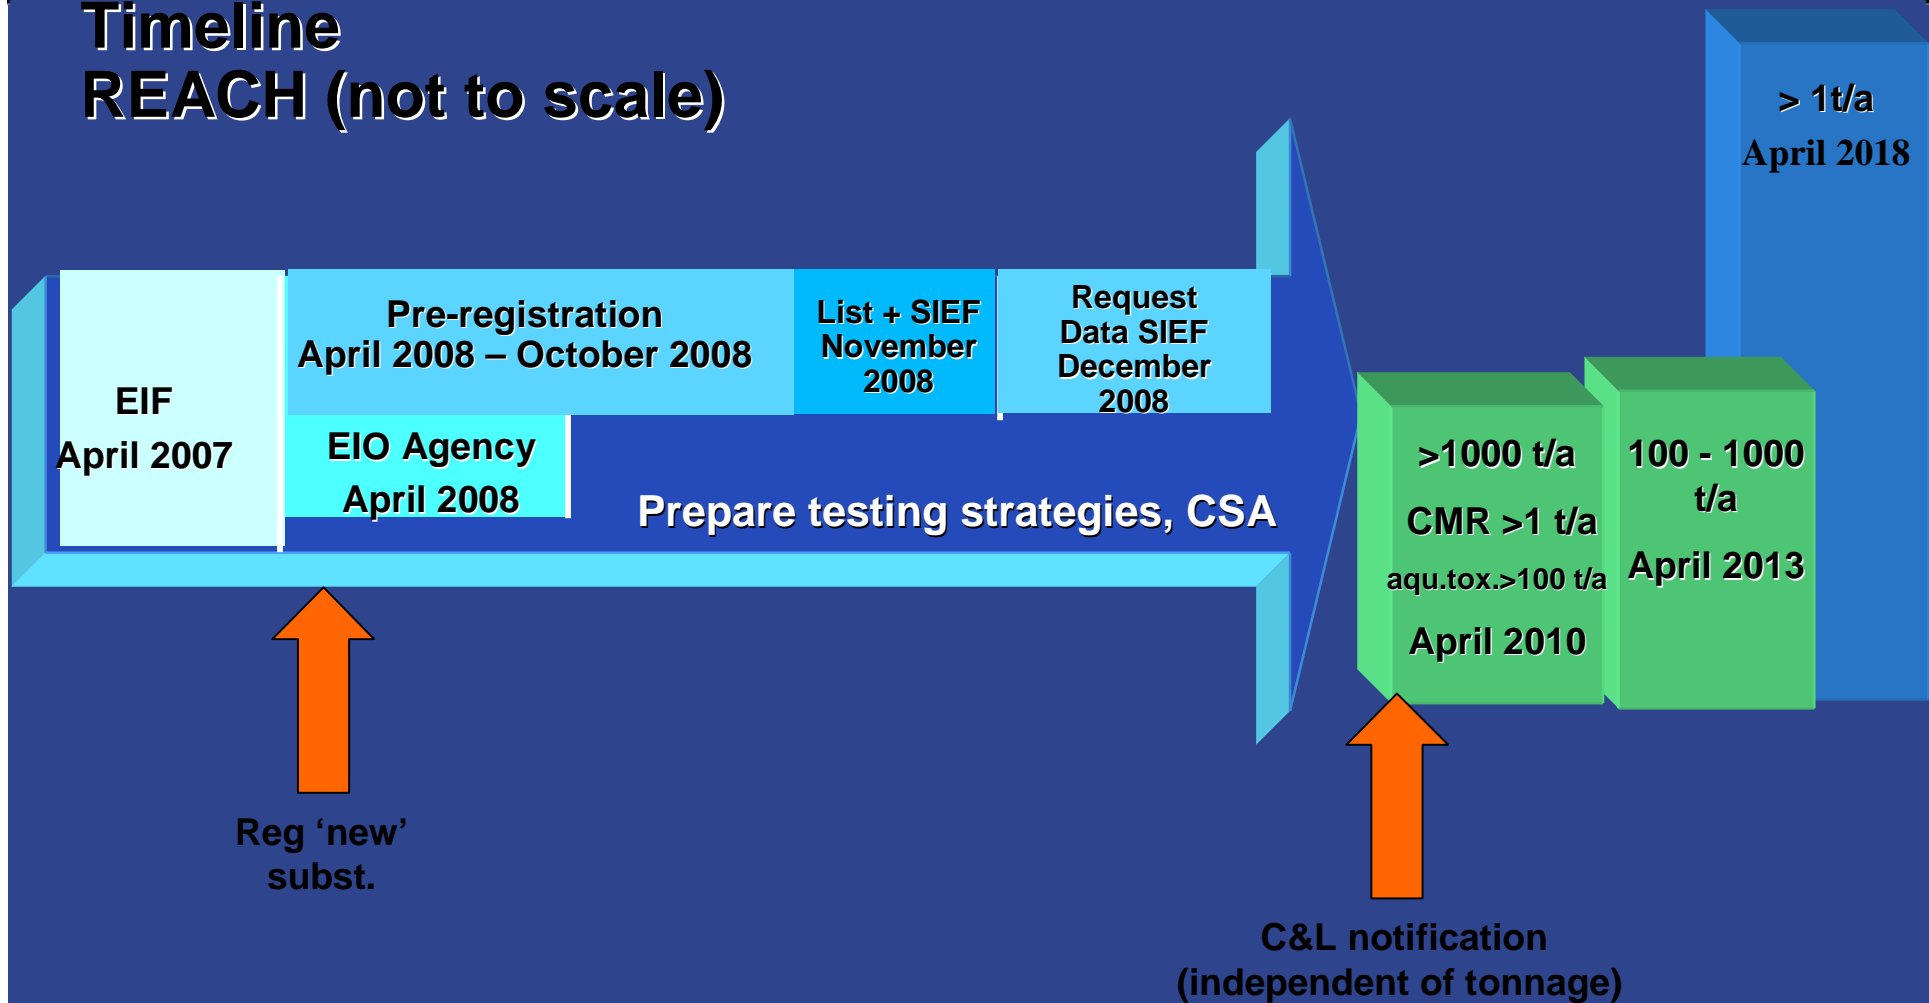 Timeline
REACH (not to scale)
> 1t/a
April 2018
EIF
April 2007
Pre-registration
April 2008 – October 2008
List + SIEF
November
2008
Request
Data SIEF
December
2008
EIO Agency
April 2008
Prepare testing strategies, CSA
>1000 t/a
CMR >1 t/a
aqu.tox.>100 t/a
April 2010
100 - 1000
t/a
April 2013
Reg ‘new’
subst.
C&L notification
(independent of tonnage)